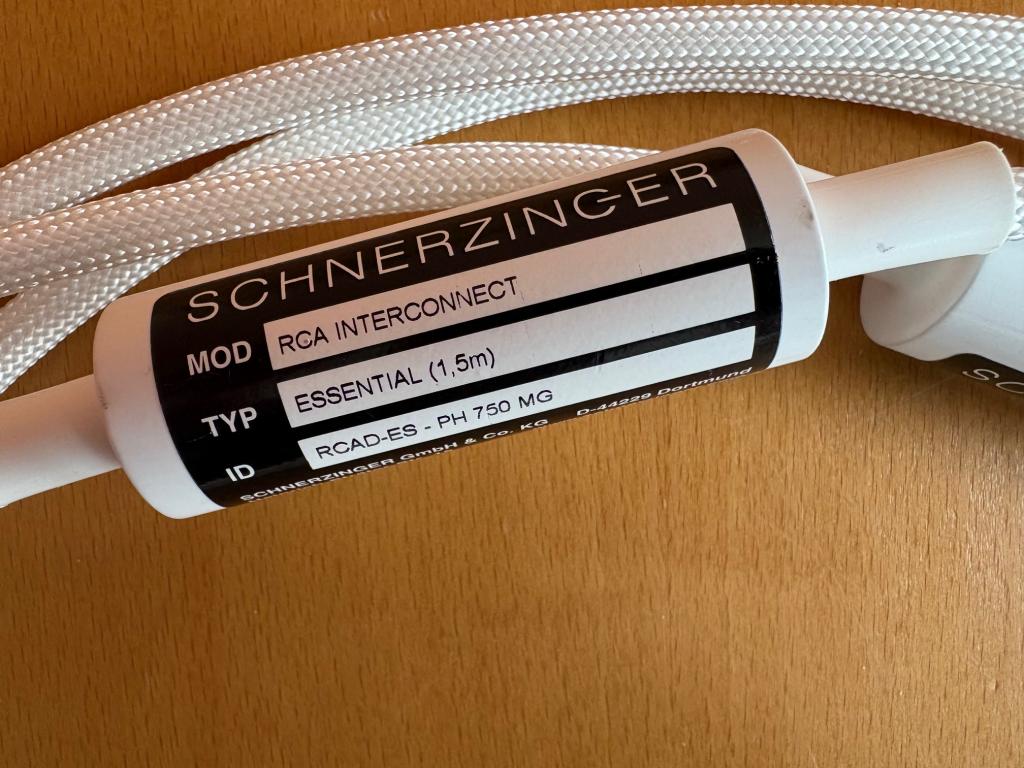 SCHNERZINGER
MOD RCA INTERCONNECT
TYP ESSENTIAL (1,5m)
ID RCAD-ES - PH 750 MG
SCHNERZINGER GmbH & Co. KG D-44229 Dortmund
SC